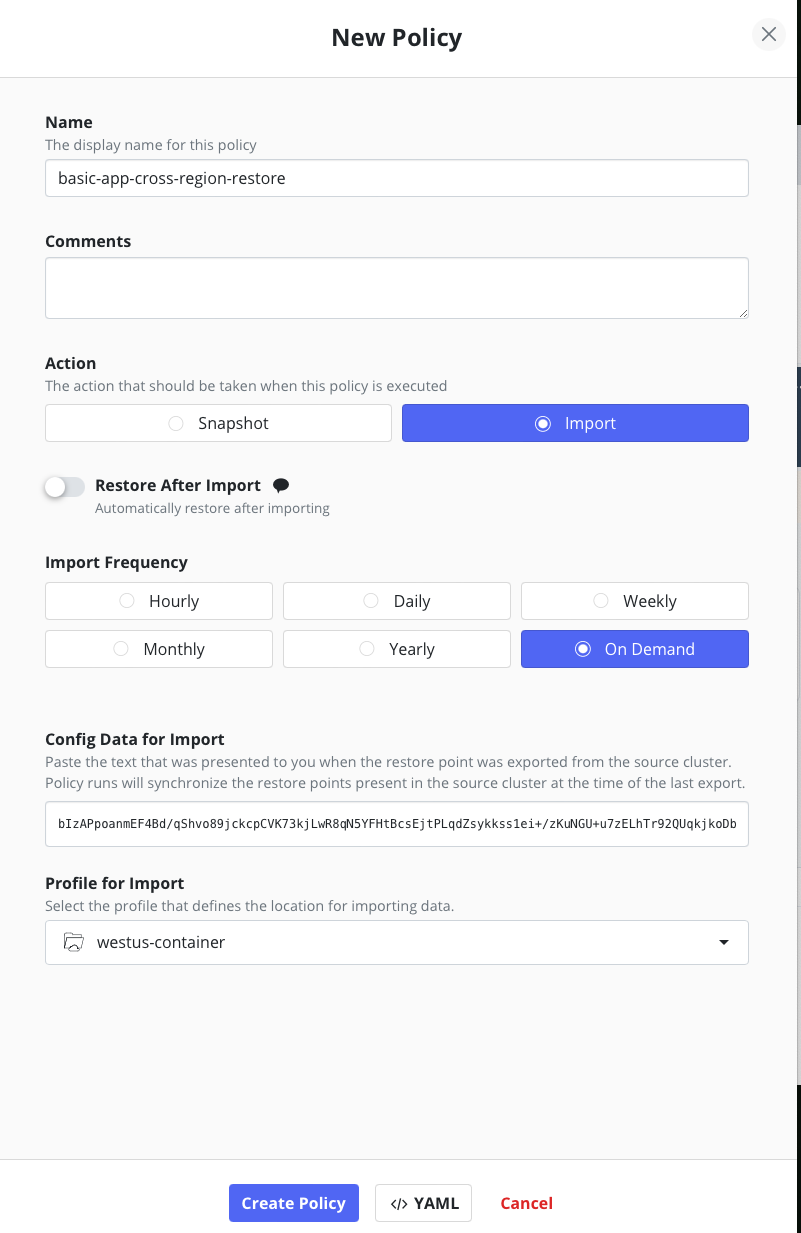 New Policy
Name
The display name for this policy
basic-app-cross-region-restore
Comments
Action
The action that should be taken when this policy is executed
Snapshot
Import
Restore After Import
Automatically restore after importing
Import Frequency
Hourly
Daily
Weekly
Monthly
Yearly
On Demand
Config Data for Import
Paste the text that was presented to you when the restore point was exported from the source cluster.
Policy runs will synchronize the restore points present in the source cluster at the time of the last export.
bIzAPpoanmEF4Bd/qShvo89jckcpCVK73kjLwR8qN5YFHtBcsEjtPLqdZsykkss1ei+/zKuNGU+u7zELhTr92QUqkjkoDb
Profile for Import
Select the profile that defines the location for importing data.
westus-container
Create Policy
</> YAML
Cancel